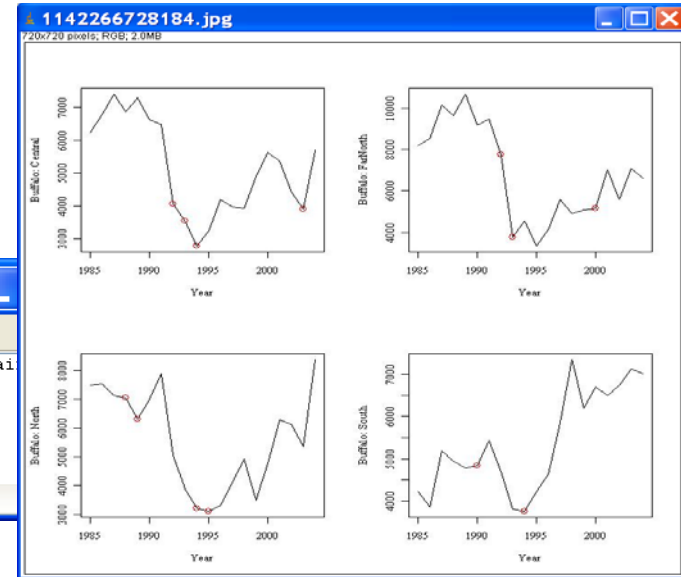 1142266728184.jpg
720x720 pixels; RGB; 2.0MB
Buffalo: Central
3000 4000 5000 6000 7000
1985 1990 1995 2000
Year
Buffalo: FarNorth
4000 6000 8000 10000
1985 1990 1995 2000
Year
ai
Buffalo: North
3000 4000 5000 6000 7000 8000
1985 1990 1995 2000
Year
Buffalo: South
4000 5000 6000 7000
1985 1990 1995 2000
Year